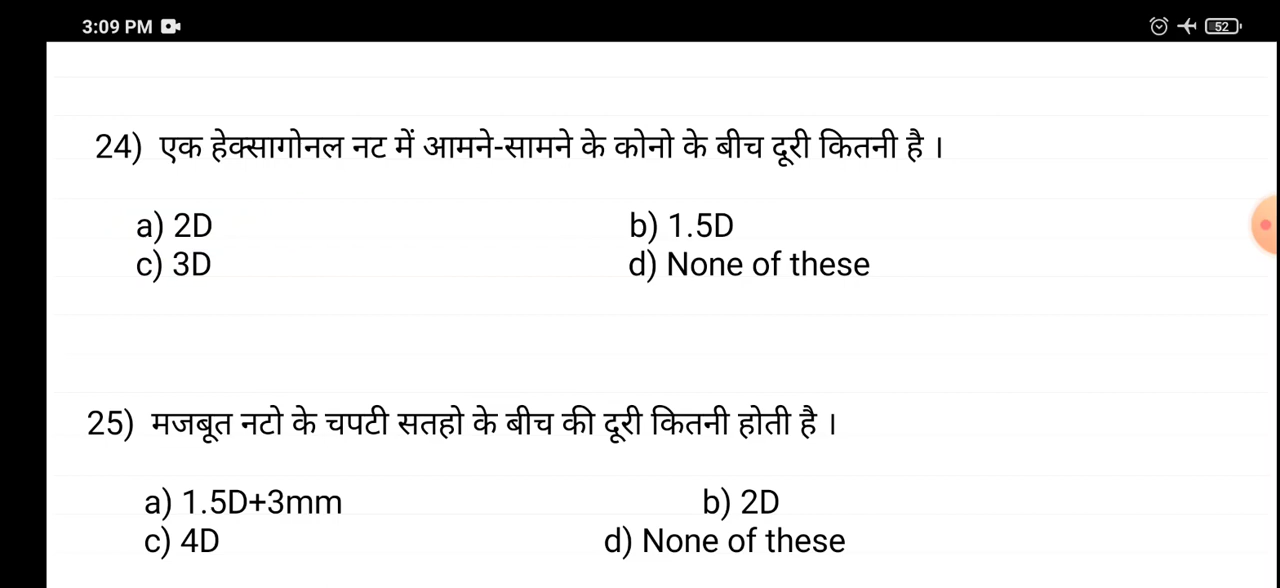 3:09 PM
52
24) एक हेक्सागोनल नट में आमने-सामने के कोनो के बीच दूरी कितनी है ।
a) 2D b) 1.5D
c) 3D d) None of these
25) मजबूत नटो के चपटी सतहो के बीच की दूरी कितनी होती है ।
a) 1.5D+3mm b) 2D
c) 4D d) None of these